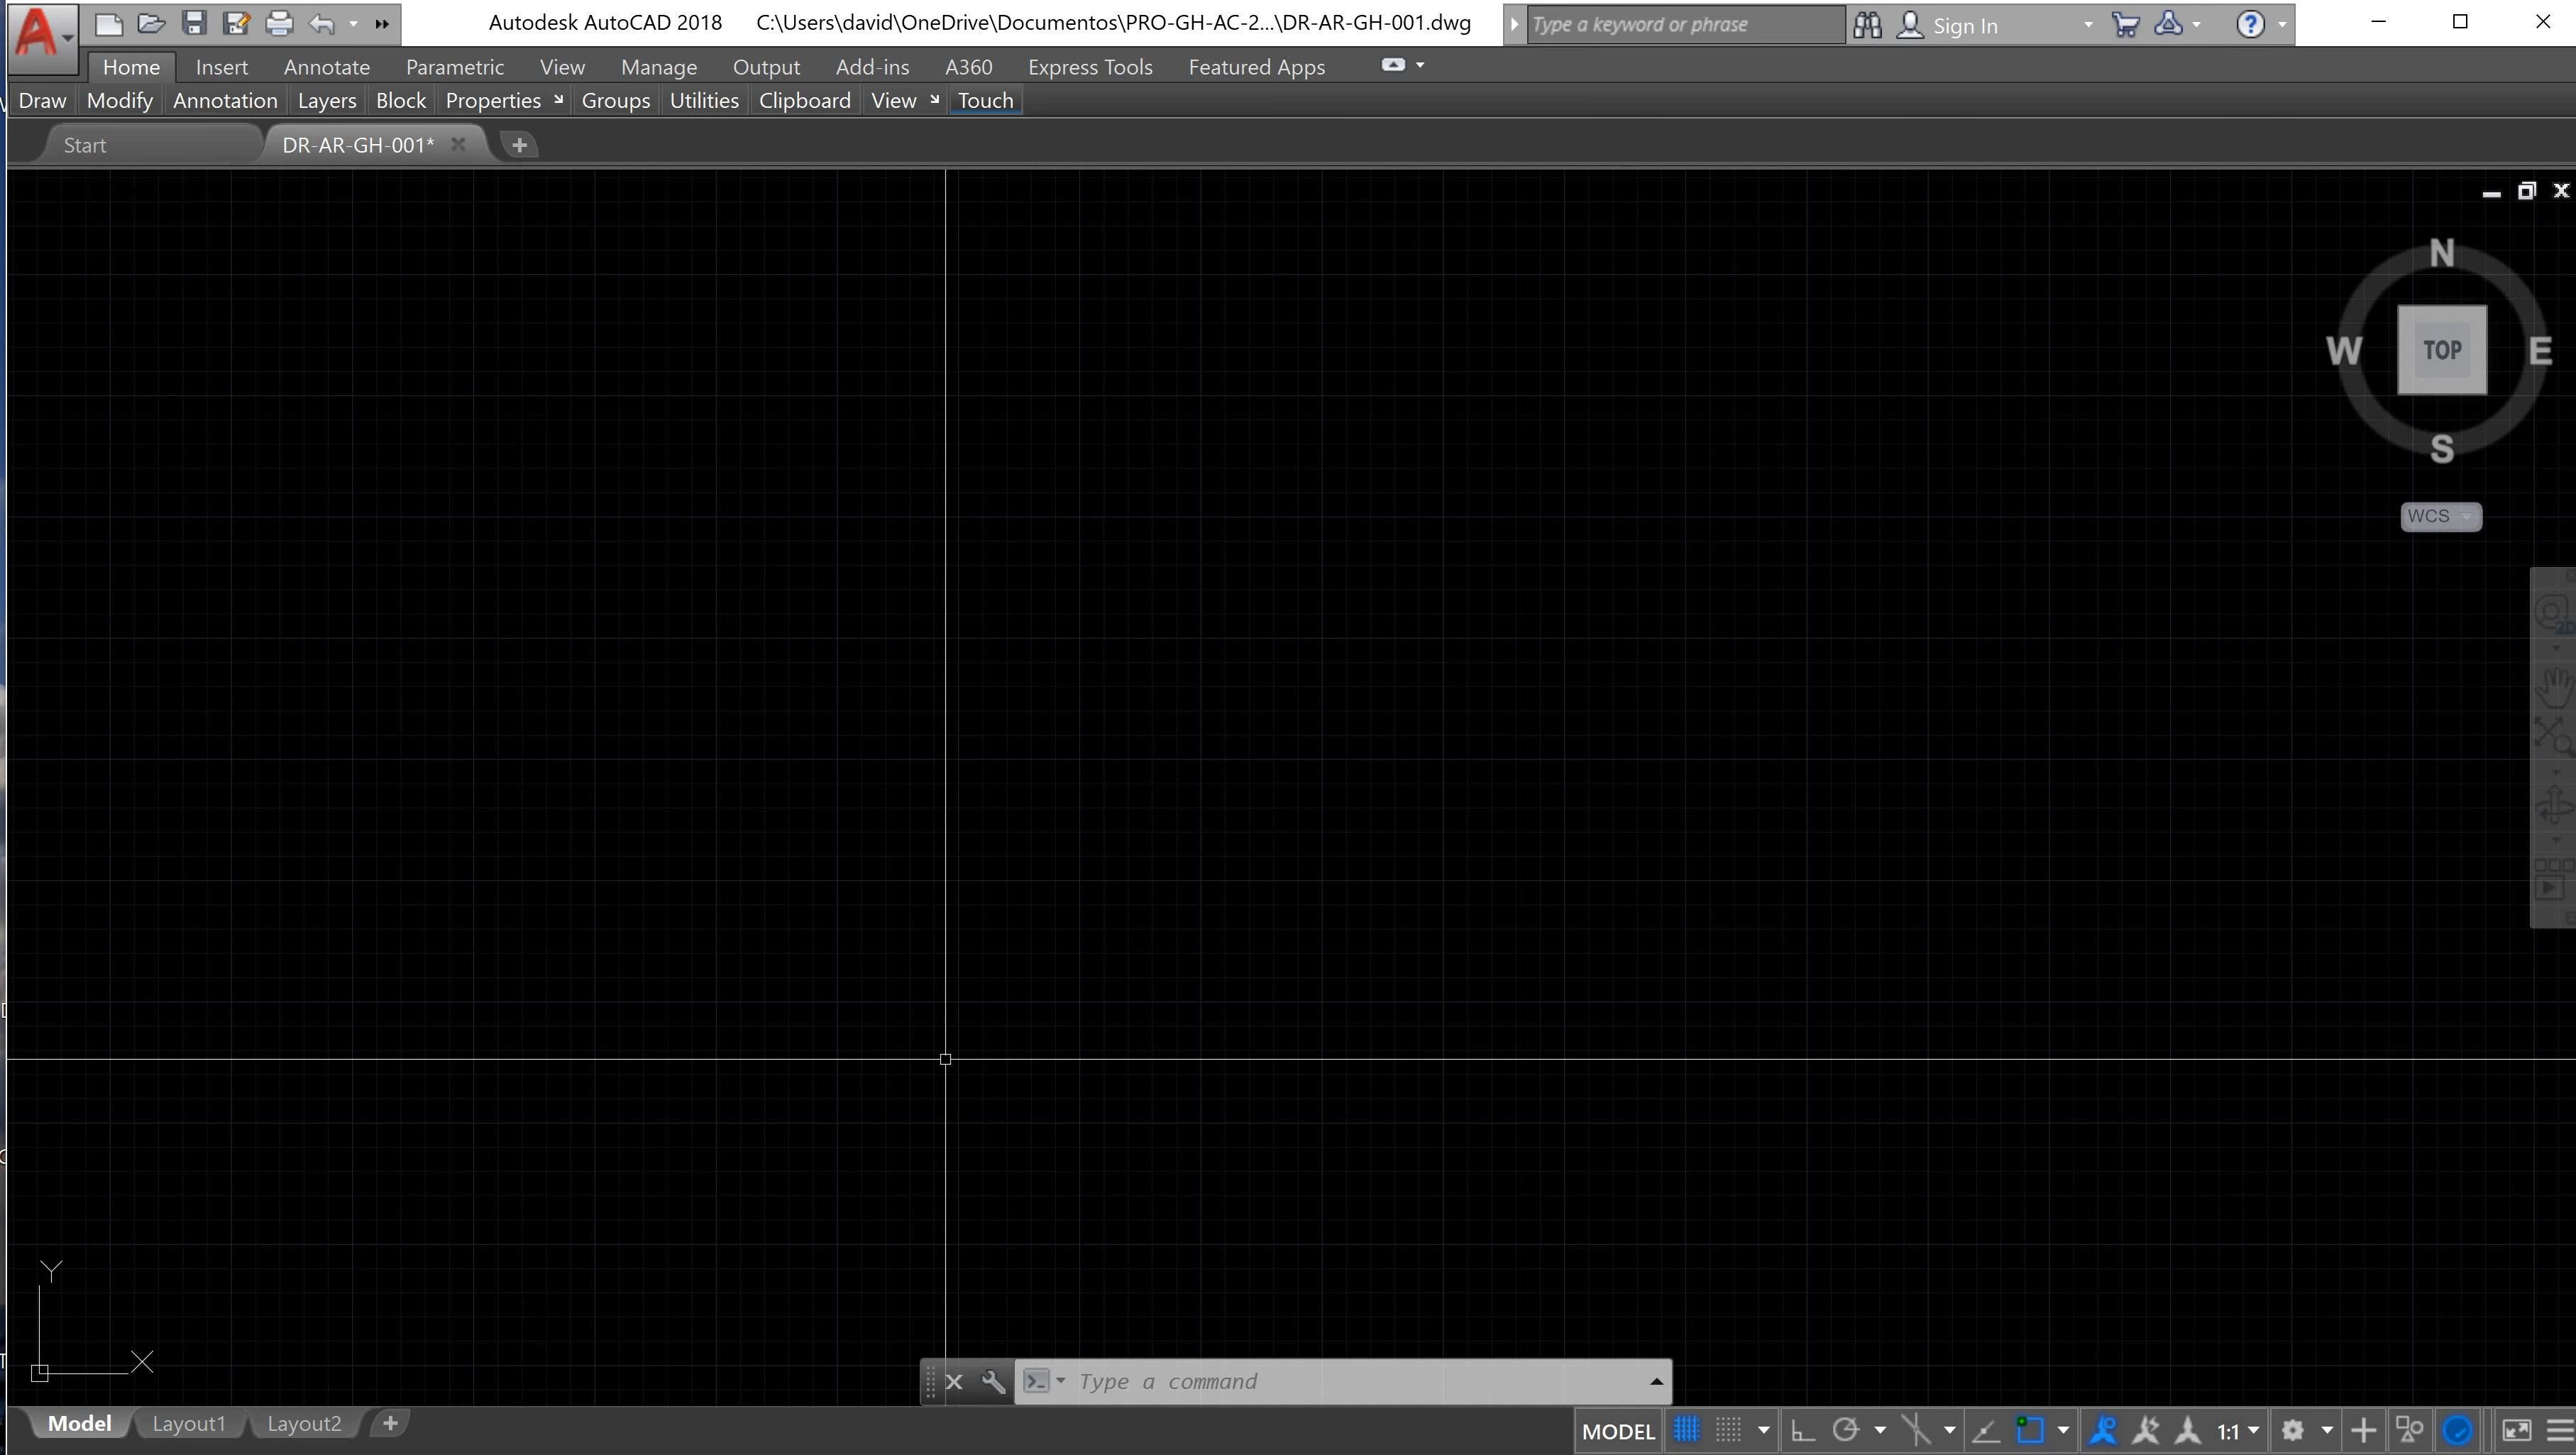 Autodesk AutoCAD 2018 C:\Users\david\OneDrive\Documentos\PRO-GH-AC-2...\DR-AR-GH-001.dwg Type a keyword or phrase Sign In
Home Insert Annotate Parametric View Manage Output Add-ins A360 Express Tools Featured Apps
Draw Modify Annotation Layers Block Properties Groups Utilities Clipboard View Touch
Start DR-AR-GH-001*
N
W TOP E
S
WCS
2D
Y
X
Type a command
Model Layout1 Layout2
MODEL 1:1